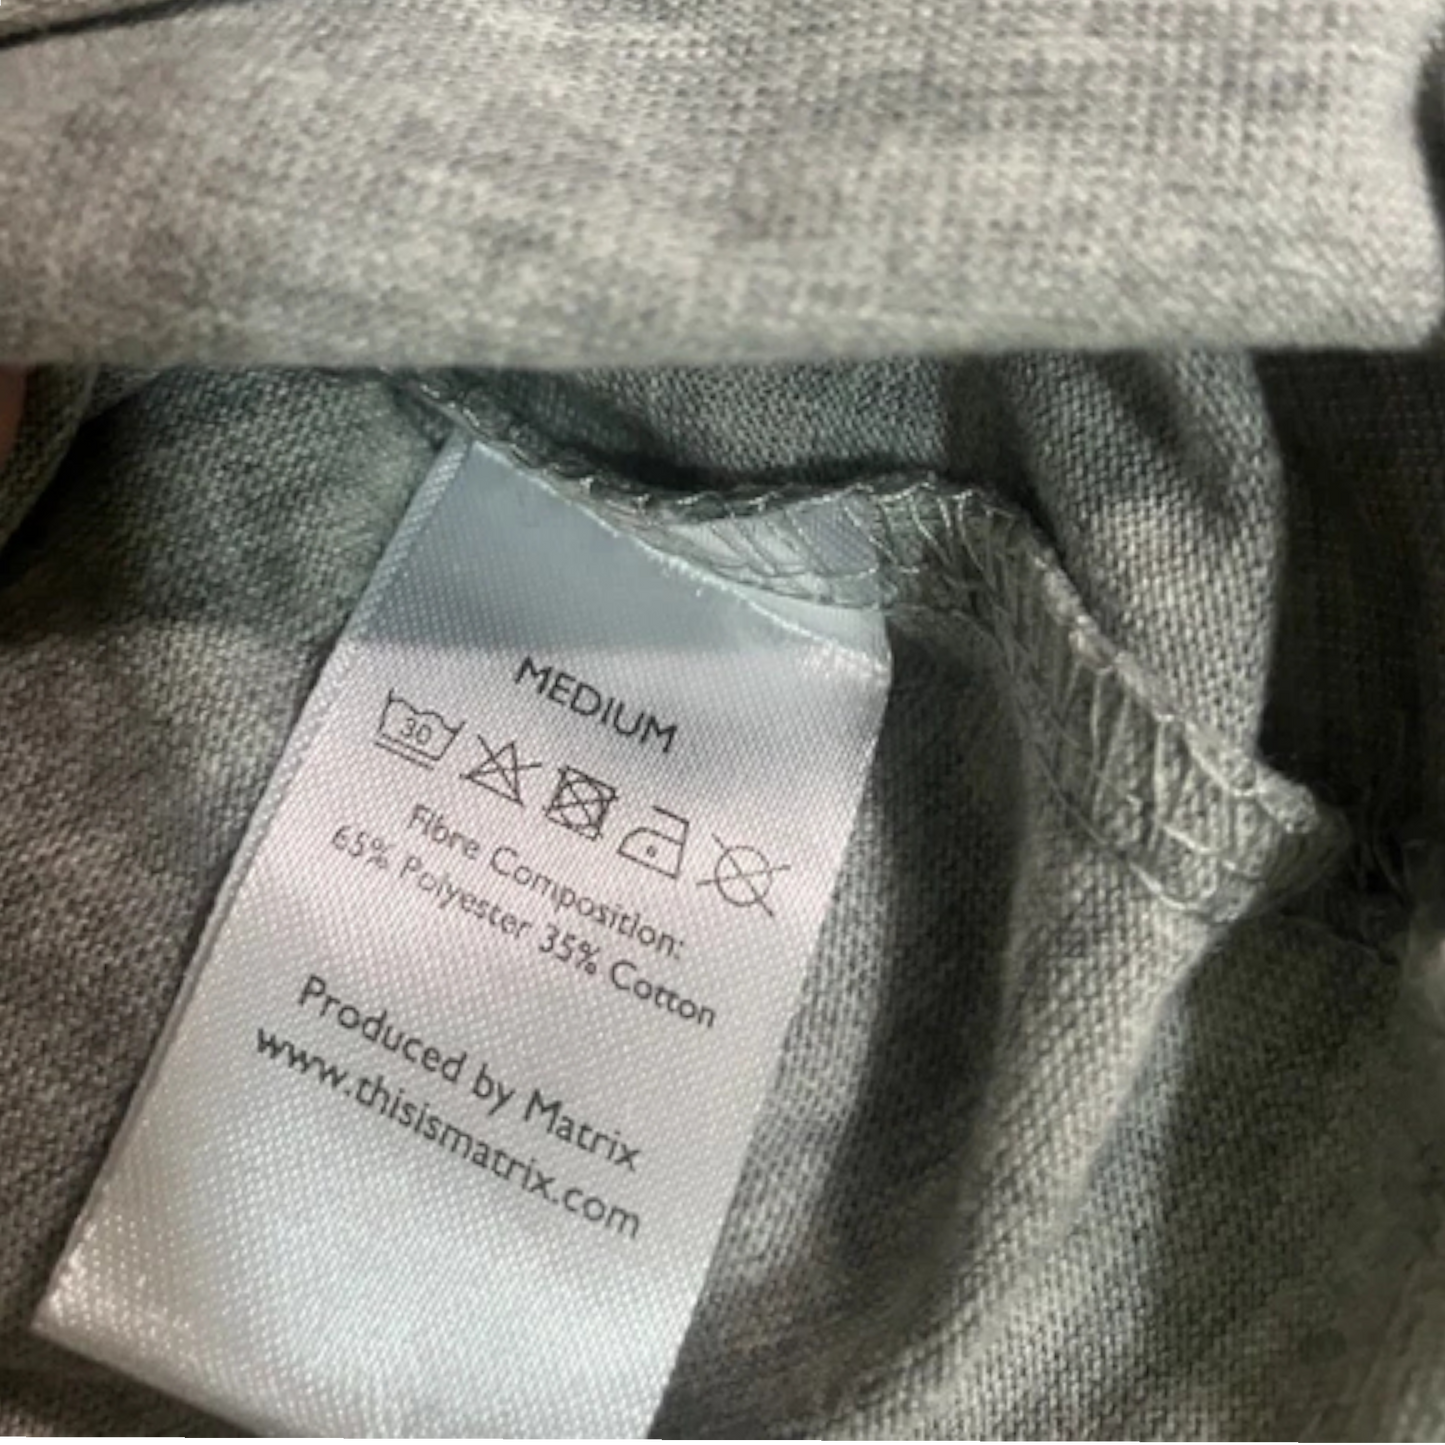 MEDIUM
30
Fibre Composition:
65% Polyester 35% Cotton
Produced by Matrix
www.thisismatrix.com